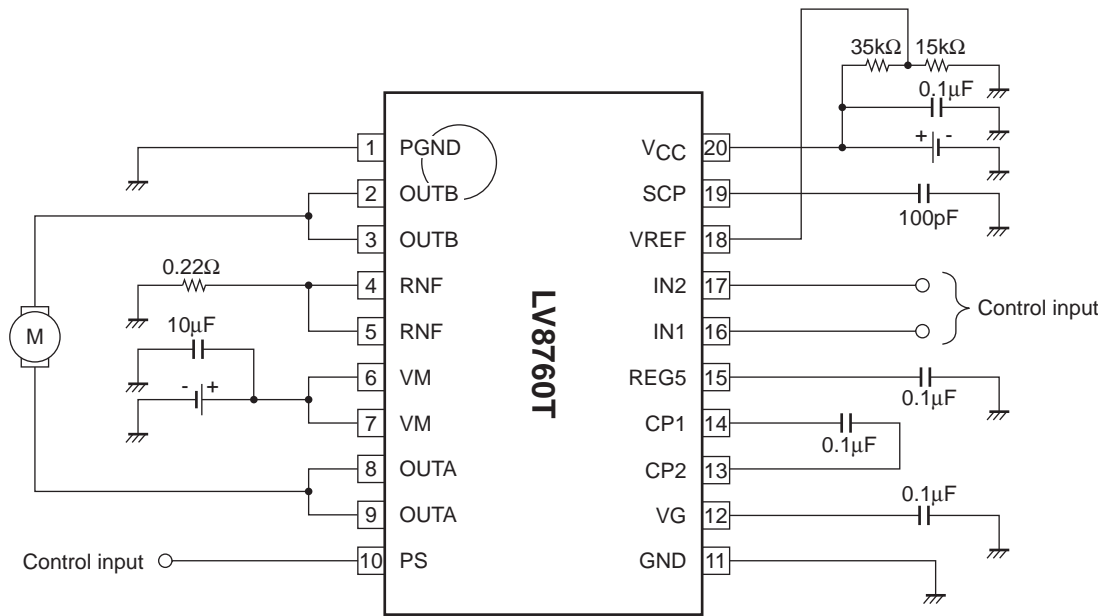 35kΩ 15kΩ
0.1µF
1 PGND
VCC 20
+ -
2 OUTB
SCP 19
100pF
3 OUTB
VREF 18
0.22Ω
4 RNF
IN2 17
Control input
5 RNF
IN1 16
10µF
M
6 VM
REG5 15
0.1µF
- +
7 VM
CP1 14
0.1µF
8 OUTA
CP2 13
9 OUTA
VG 12
0.1µF
Control input
10 PS
GND 11
LV8760T